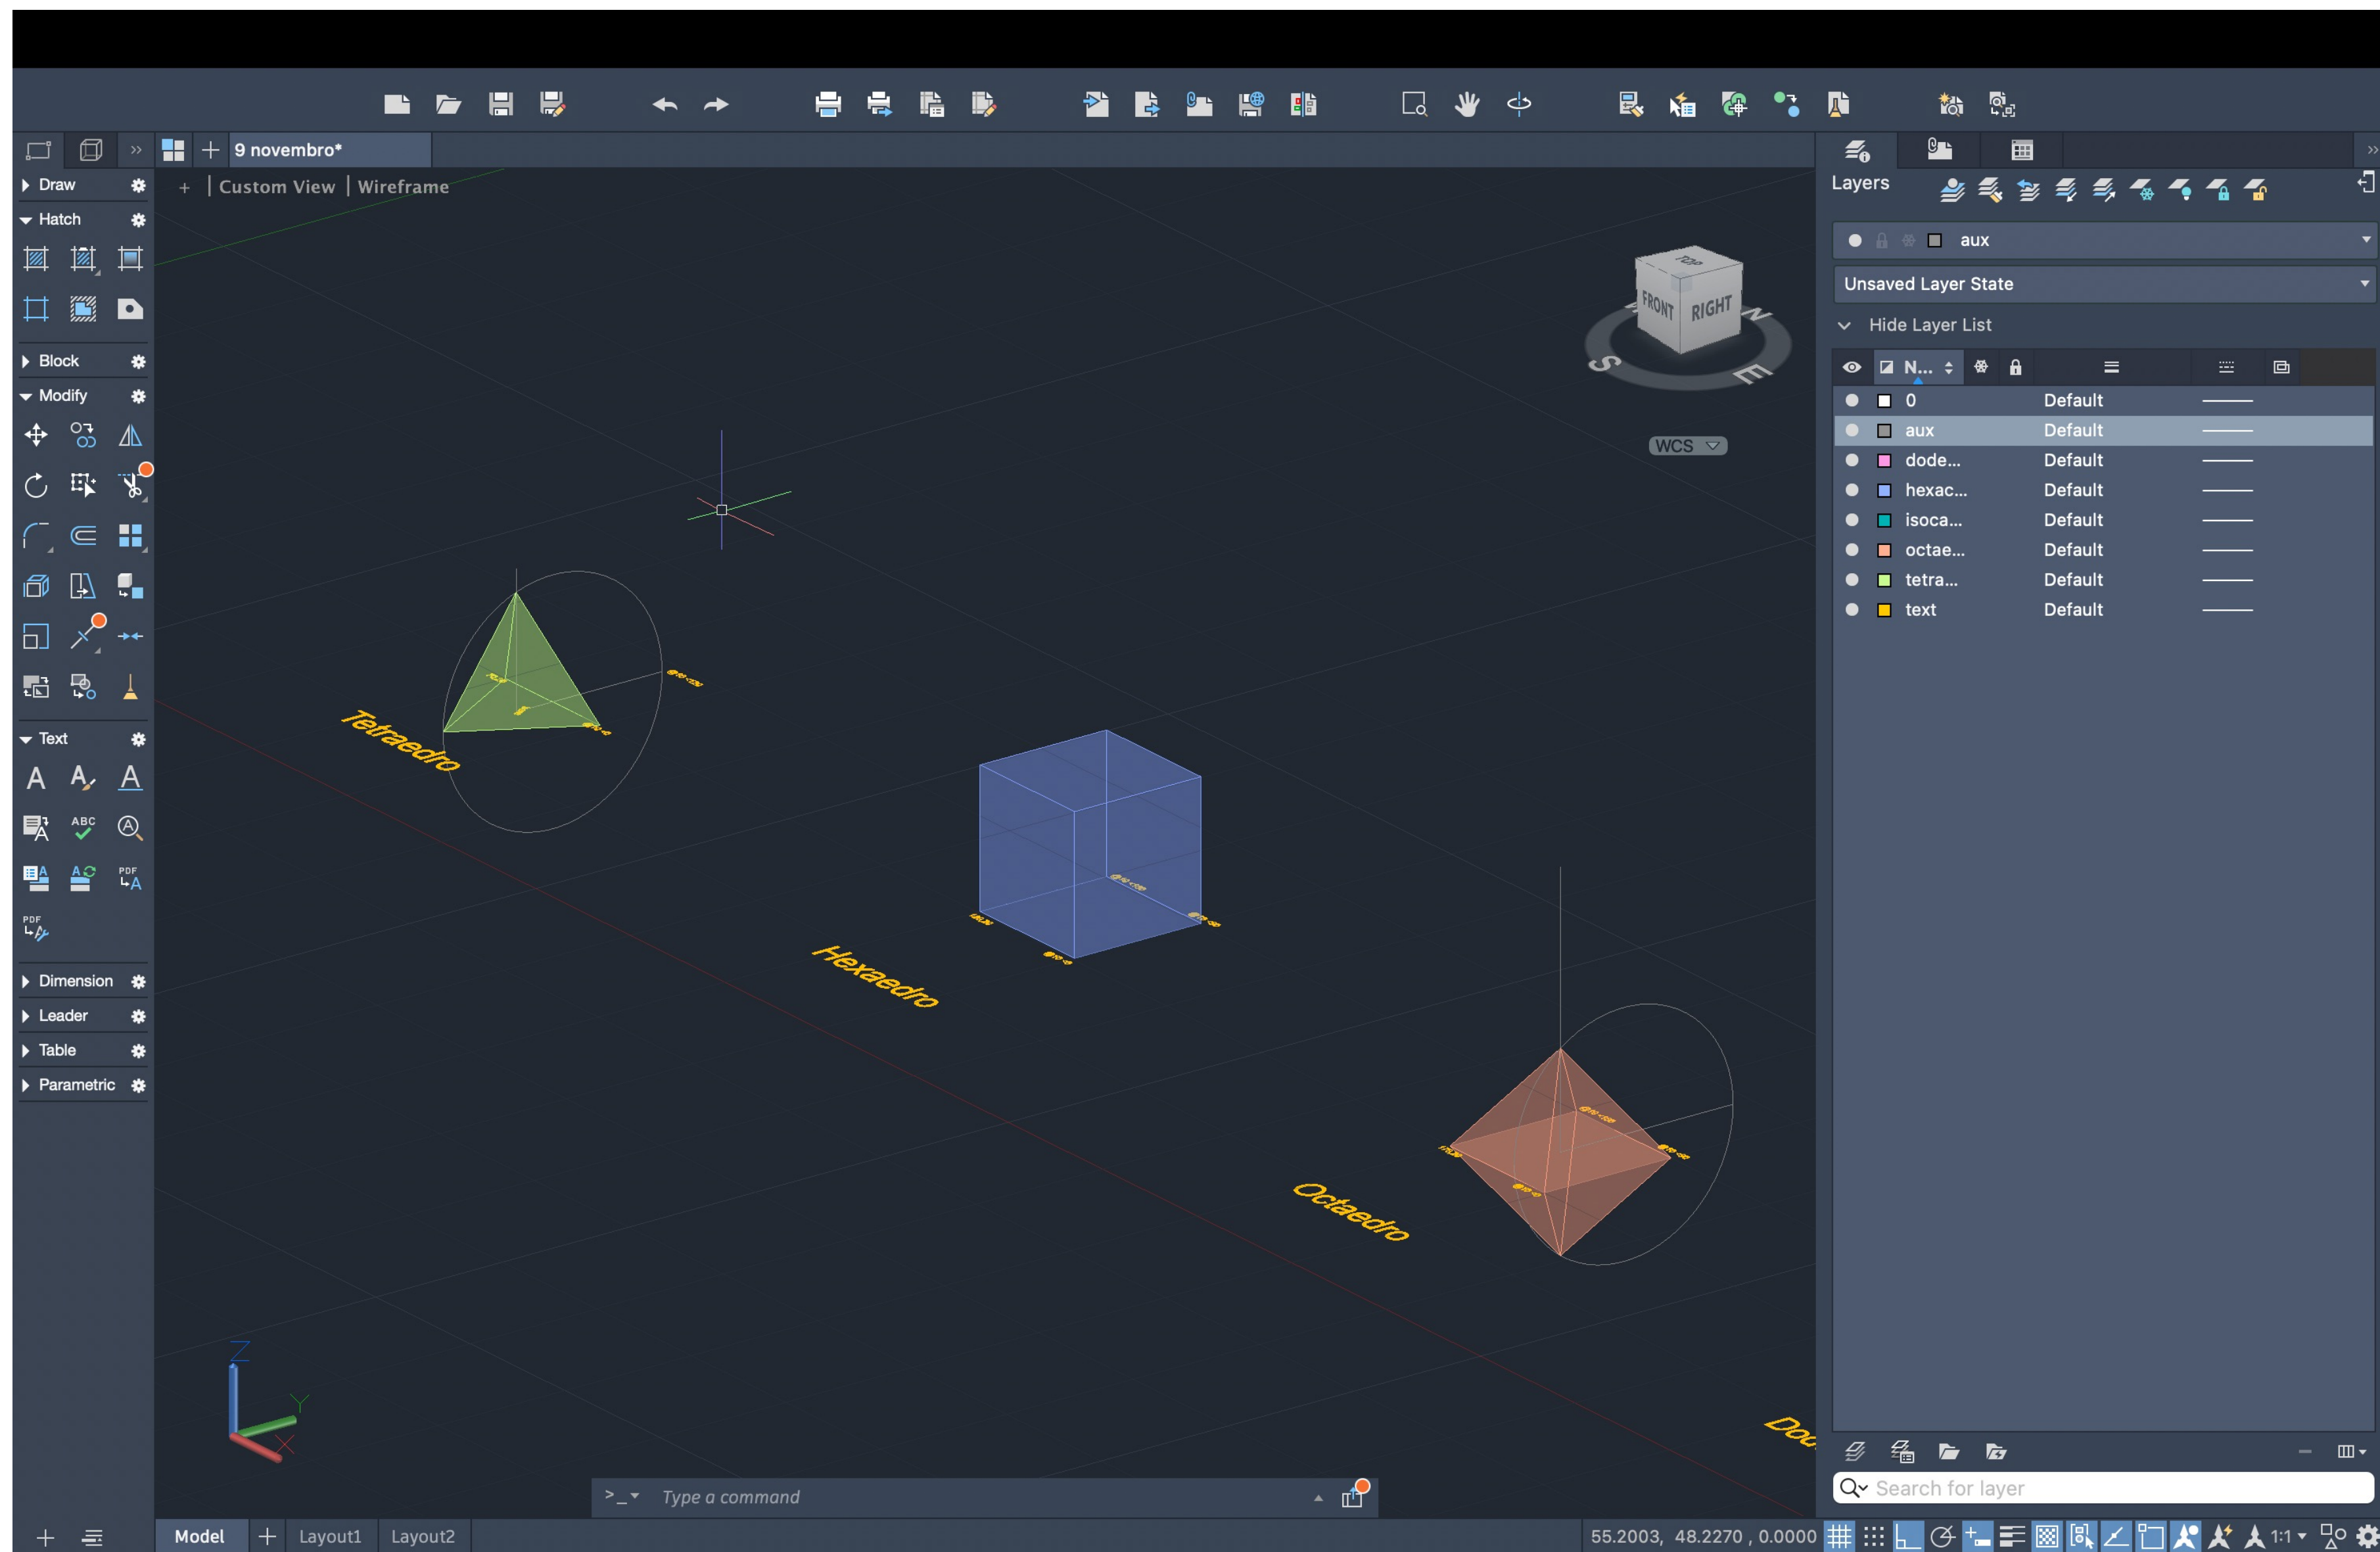 9 novembro*
+ | Custom View | Wireframe
Draw
Hatch
Block
Modify
Text
ABC
PDF
PDF
Dimension
Leader
Table
Parametric
TOP
FRONT
RIGHT
N
S
E
WCS
Tetraedro
Hexaedro
Octaedro
Z
Y
X
>_ Type a command
Model
Layout1
Layout2
55.2003, 48.2270 , 0.0000
1:1
Layers
aux
Unsaved Layer State
Hide Layer List
N...
0 Default
aux Default
dode... Default
hexac... Default
isoca... Default
octae... Default
tetra... Default
text Default
Search for layer